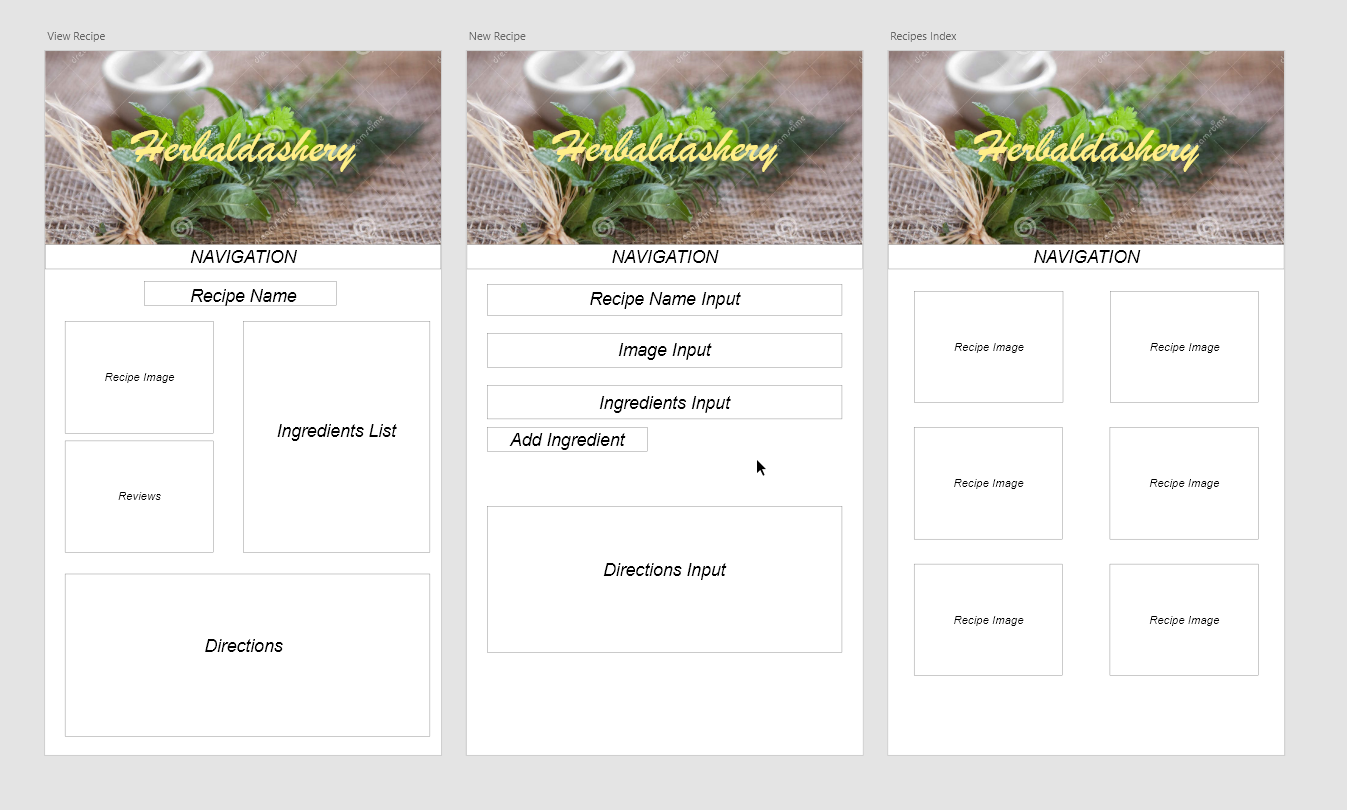 View Recipe
Herbaldashery
NAVIGATION
Recipe Name
Recipe Image
Ingredients List
Reviews
Directions
New Recipe
Herbaldashery
NAVIGATION
Recipe Name Input
Image Input
Ingredients Input
Add Ingredient
Directions Input
Recipes Index
Herbaldashery
NAVIGATION
Recipe Image
Recipe Image
Recipe Image
Recipe Image
Recipe Image
Recipe Image